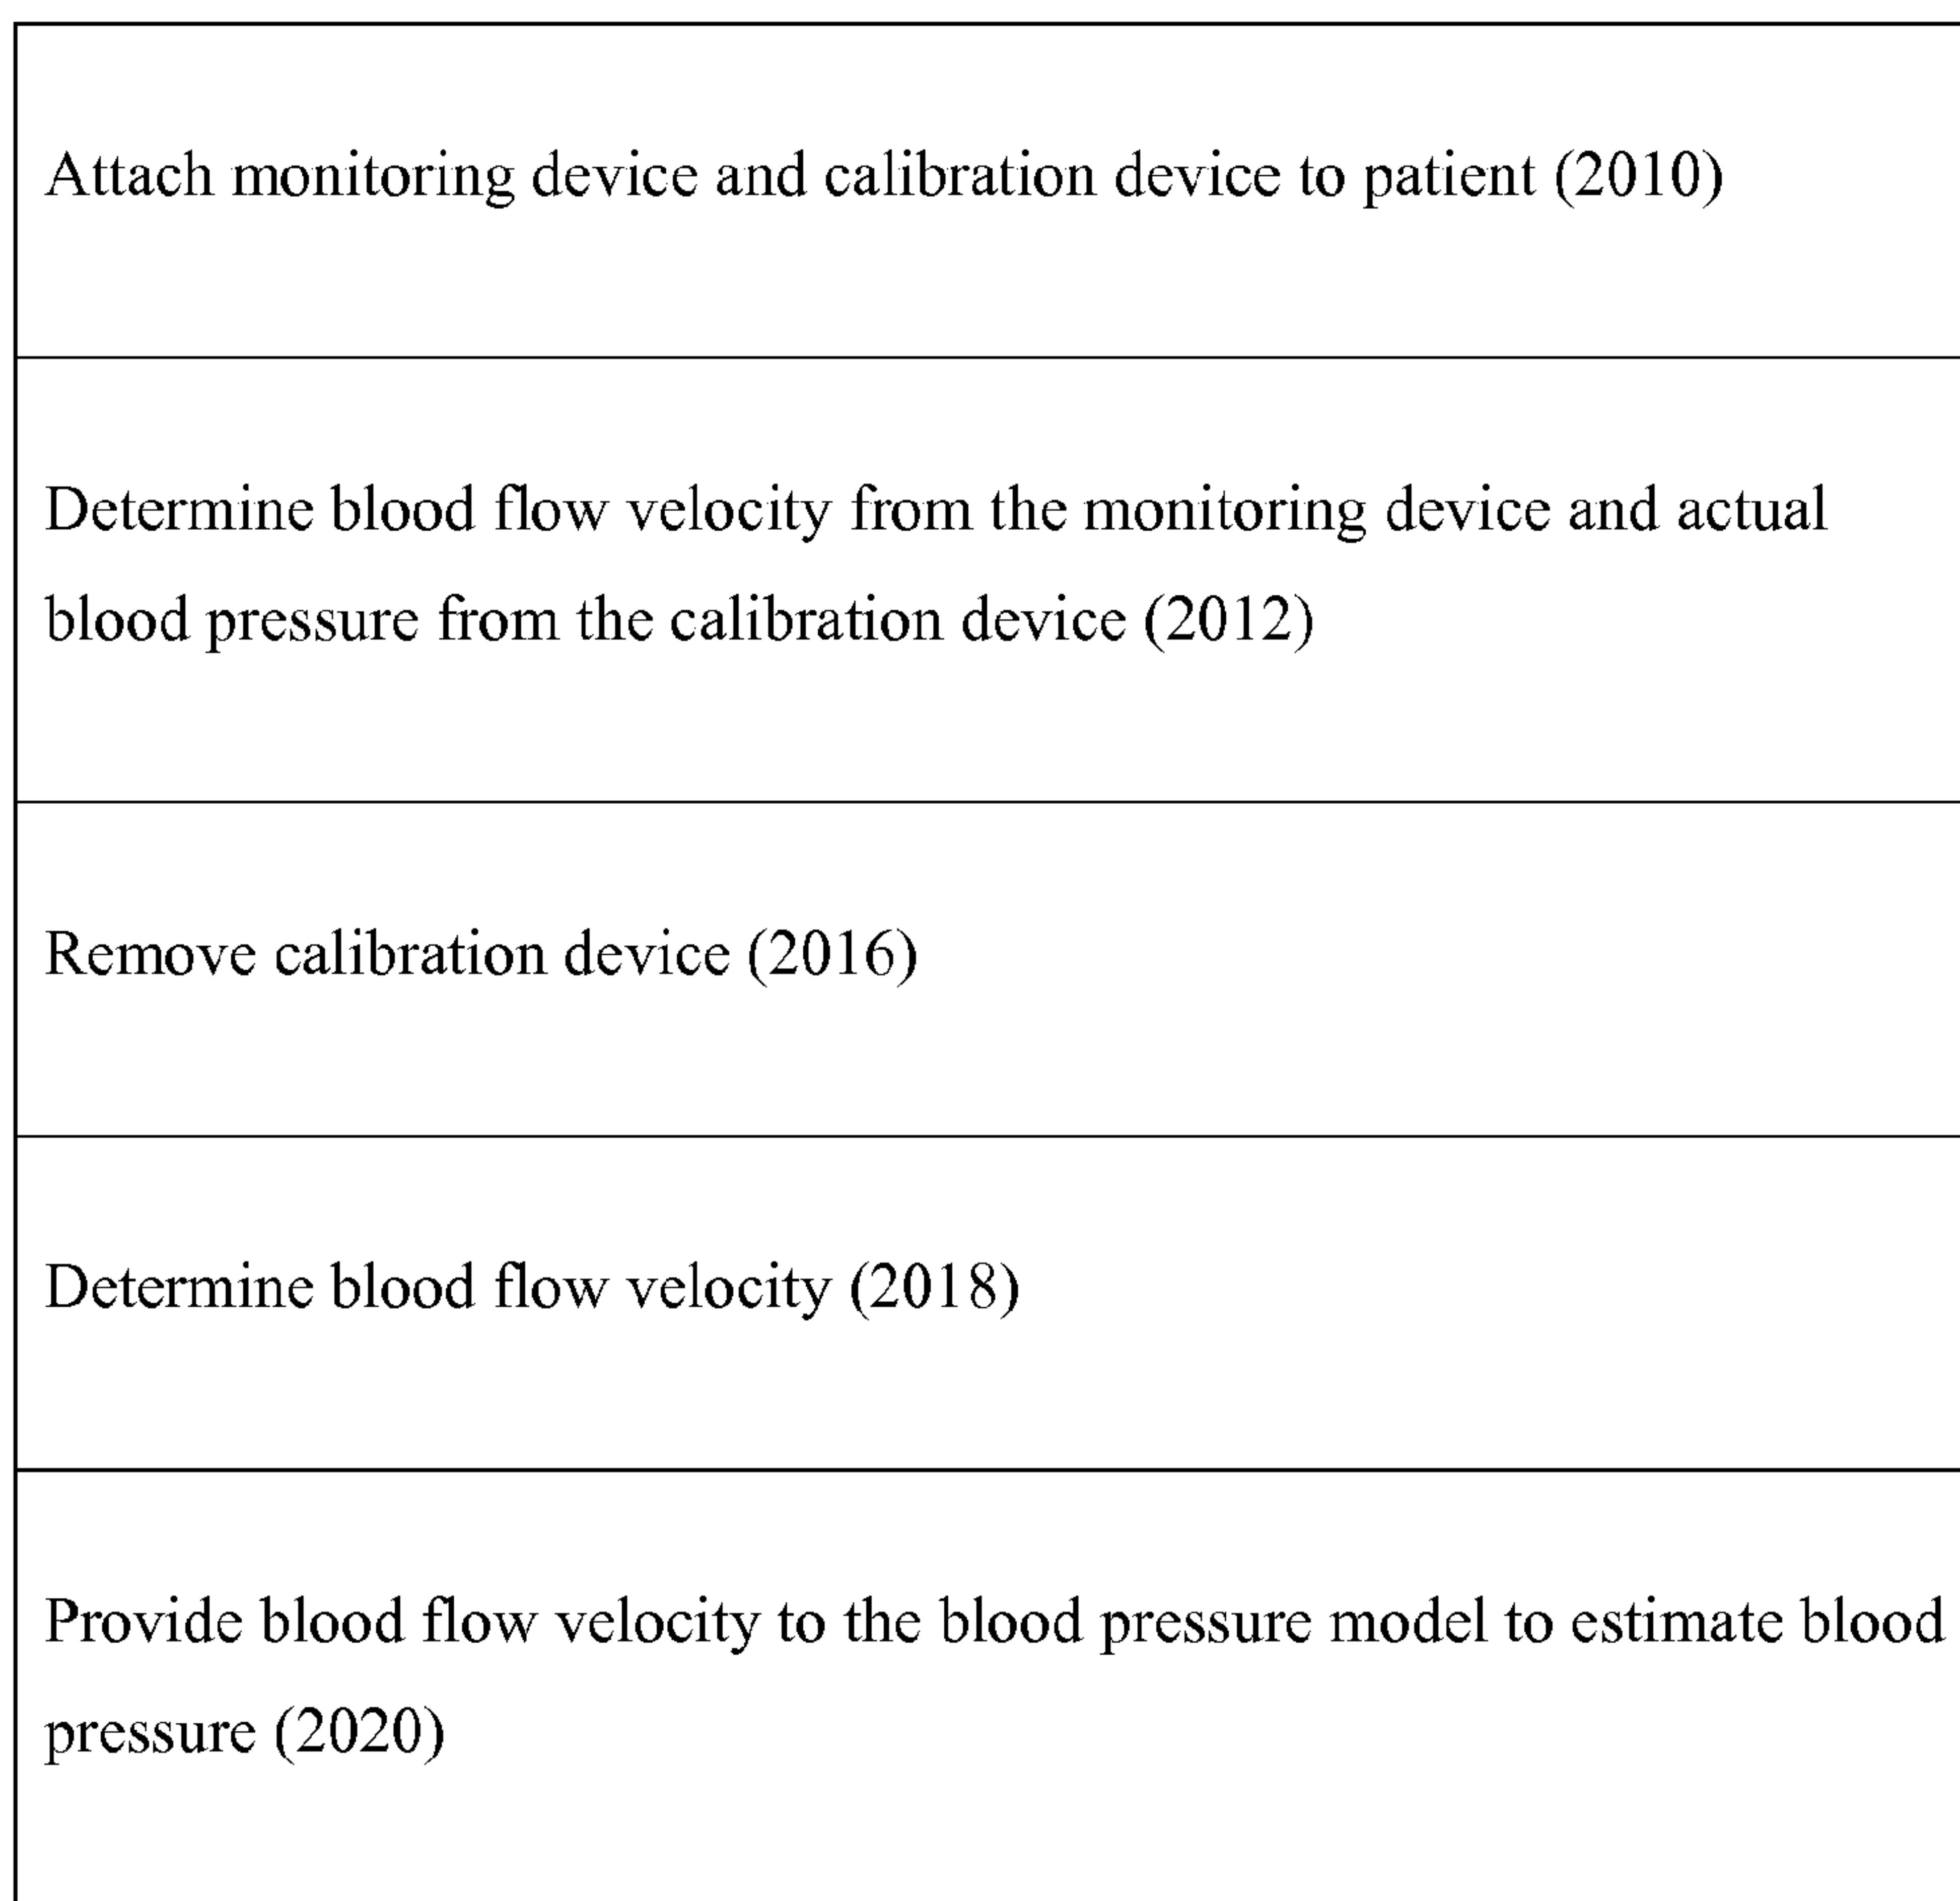 Attach monitoring device and calibration device to patient (2010)
Determine blood flow velocity from the monitoring device and actual
blood pressure from the calibration device (2012)
Remove calibration device (2016)
Determine blood flow velocity (2018)
Provide blood flow velocity to the blood pressure model to estimate blood
pressure (2020)